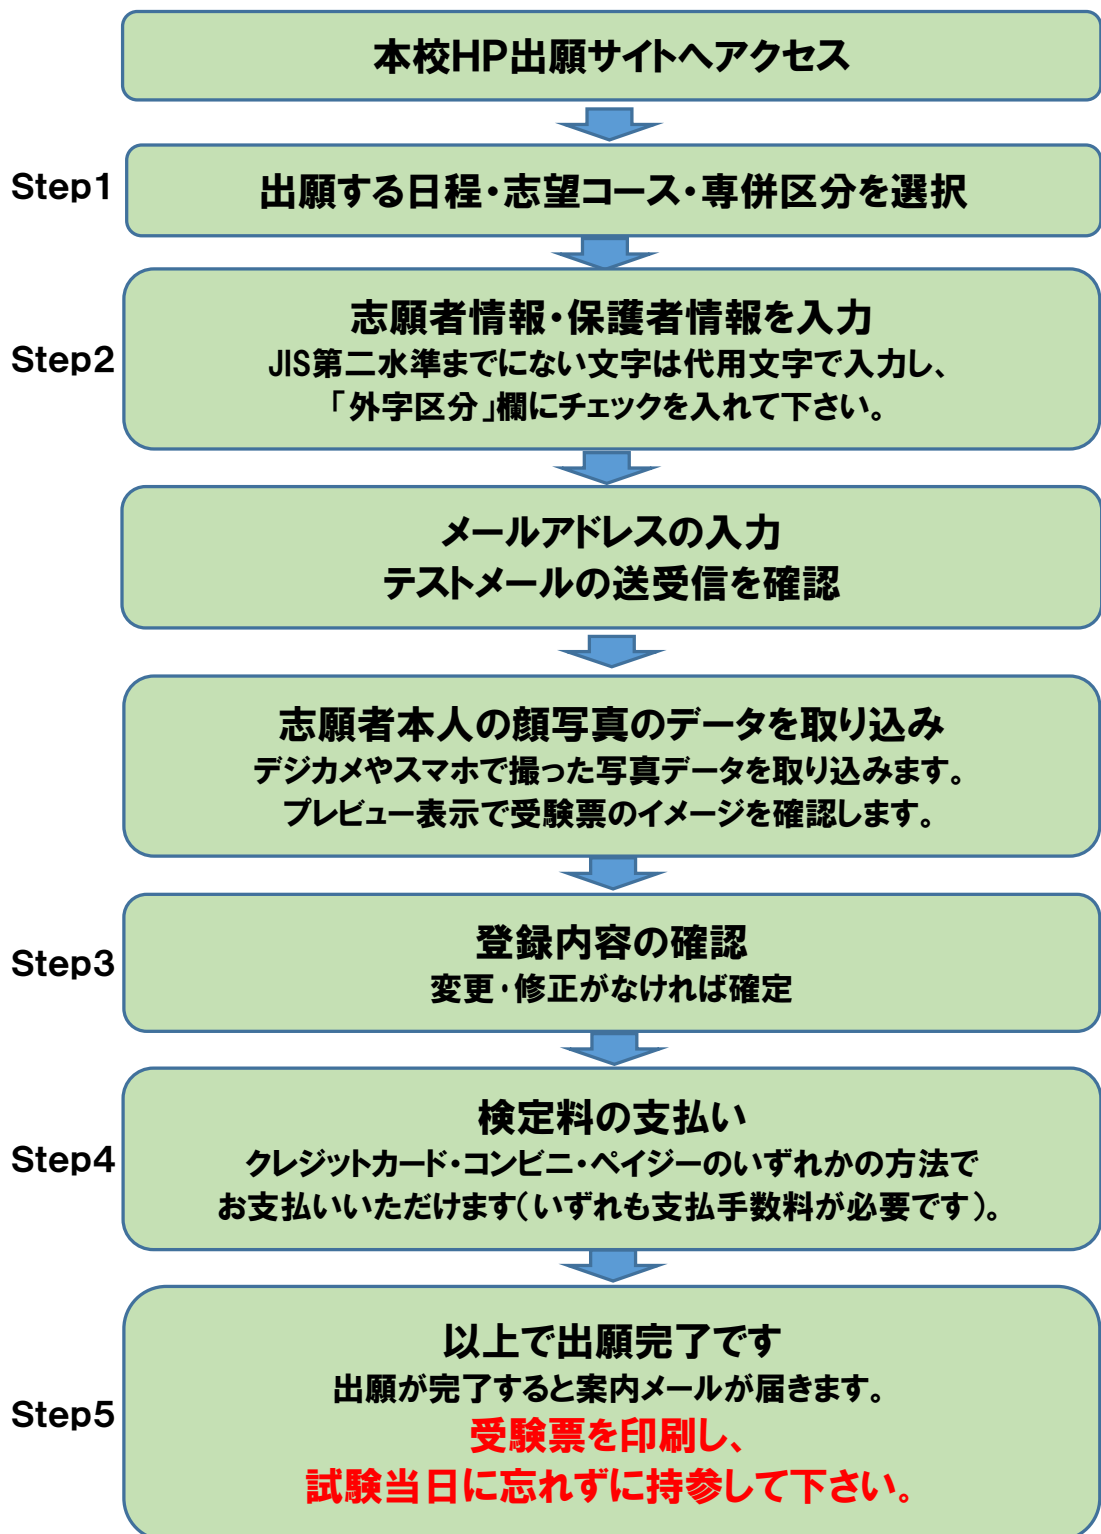 本校HP出願サイトへアクセス
Step1
出願する日程・志望コース・専併区分を選択
Step2
志願者情報・保護者情報を入力
JIS第二水準までにない文字は代用文字で入力し、
「外字区分」欄にチェックを入れて下さい。
メールアドレスの入力
テストメールの送受信を確認
志願者本人の顔写真のデータを取り込み
デジカメやスマホで撮った写真データを取り込みます。
プレビュー表示で受験票のイメージを確認します。
Step3
登録内容の確認
変更・修正がなければ確定
Step4
検定料の支払い
クレジットカード・コンビニ・ペイジーのいずれかの方法で
お支払いいただけます(いずれも支払手数料が必要です)。
Step5
以上で出願完了です
出願が完了すると案内メールが届きます。
受験票を印刷し、
試験当日に忘れずに持参して下さい。